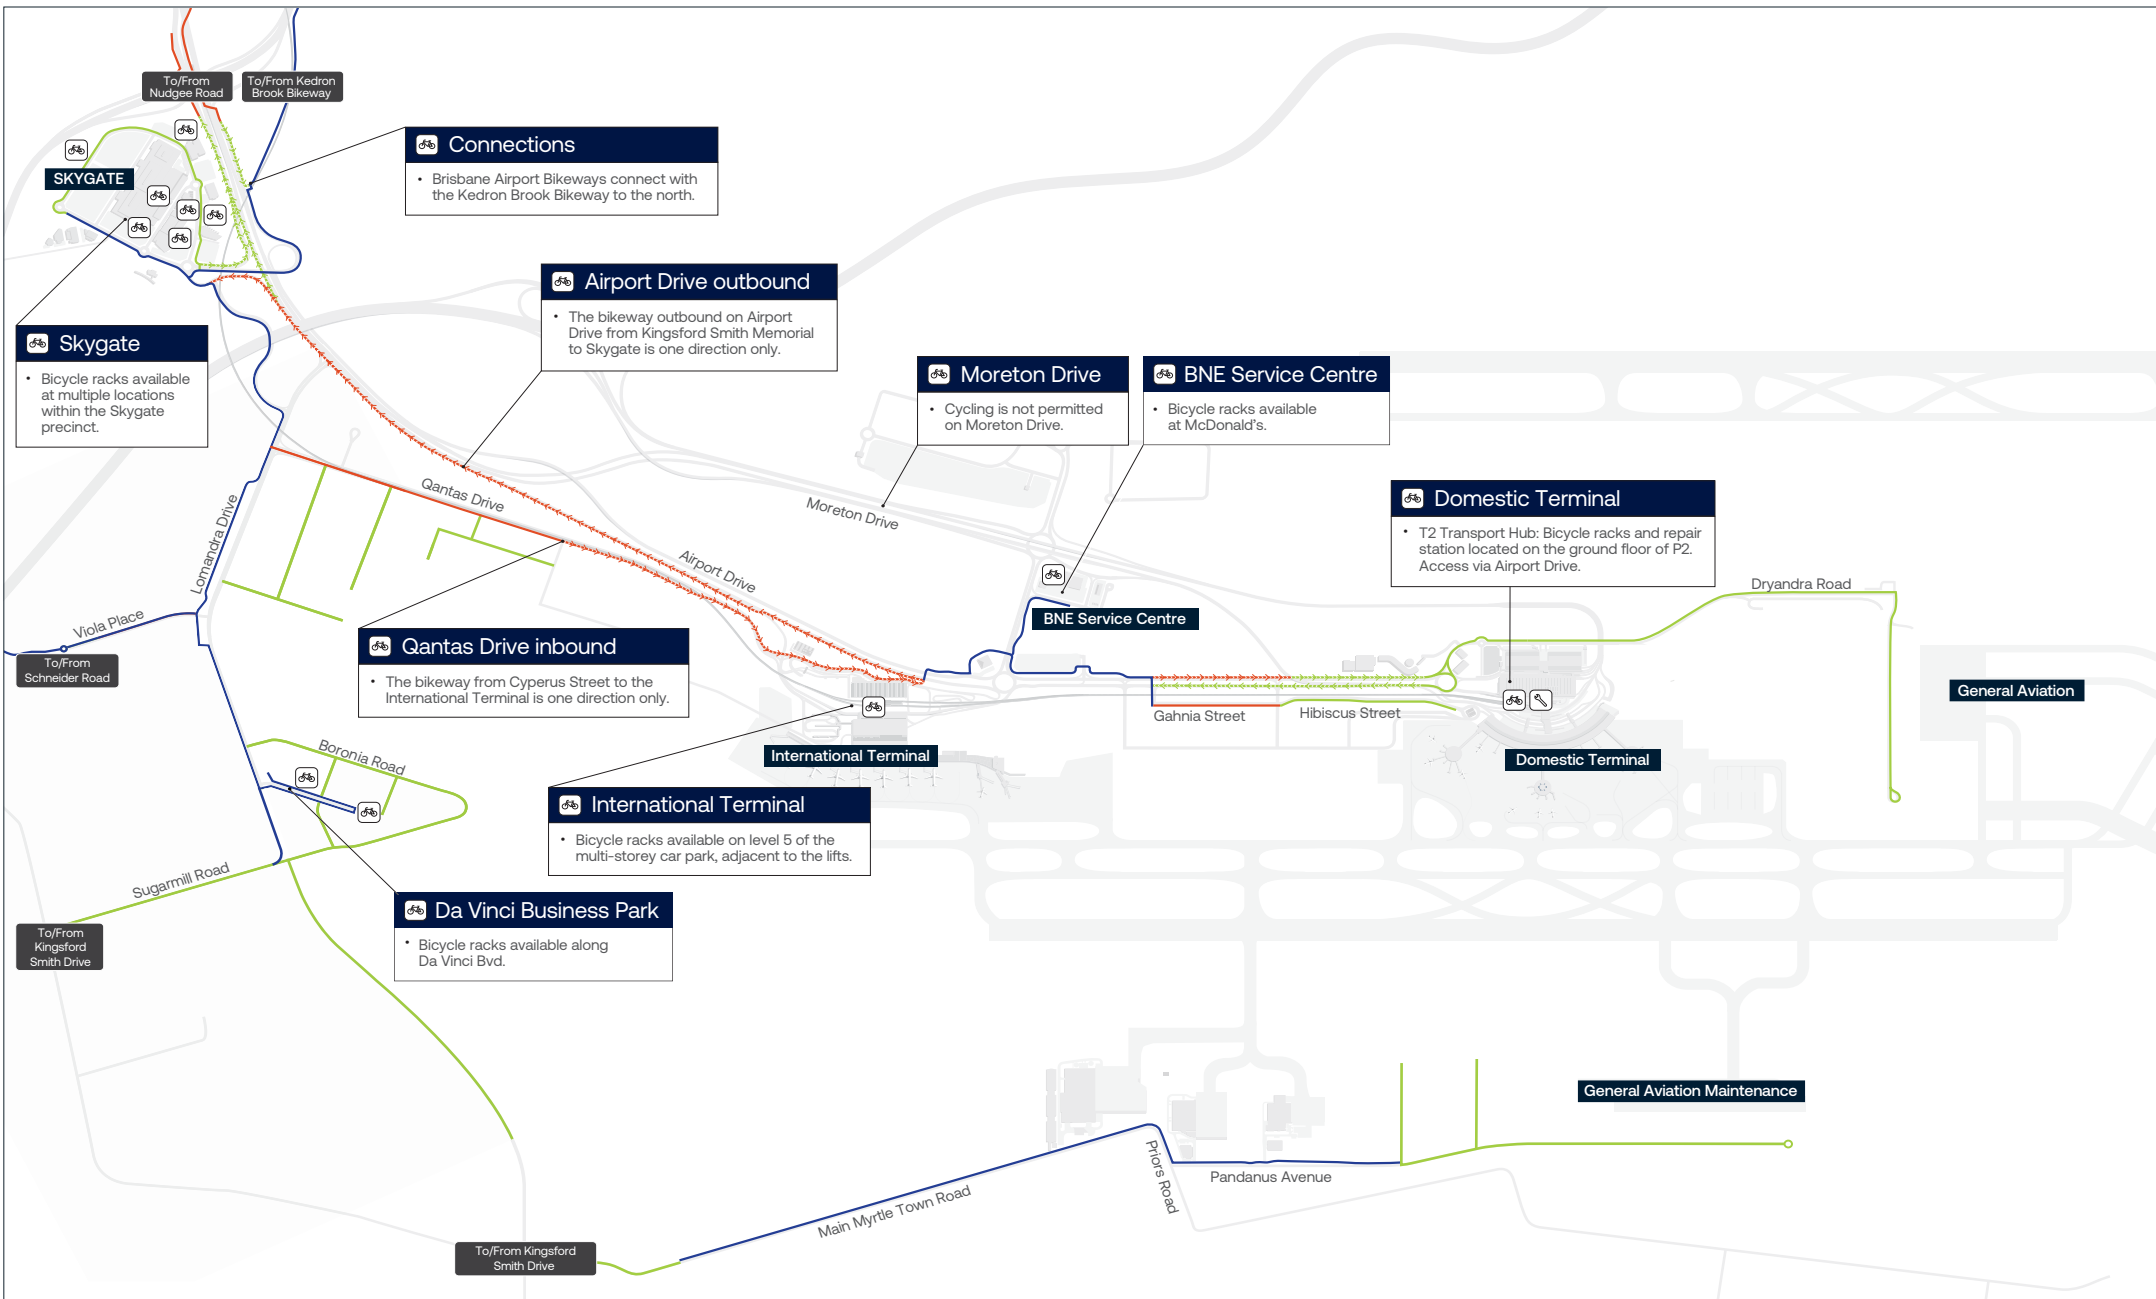 To/From
Nudgee Road
To/From Kedron
Brook Bikeway
Connections
• Brisbane Airport Bikeways connect with
the Kedron Brook Bikeway to the north.
SKYGATE
Airport Drive outbound
• The bikeway outbound on Airport
Drive from Kingsford Smith Memorial
to Skygate is one direction only.
Skygate
• Bicycle racks available
at multiple locations
within the Skygate
precinct.
Moreton Drive
• Cycling is not permitted
on Moreton Drive.
BNE Service Centre
• Bicycle racks available
at McDonald's.
Qantas Drive
Moreton Drive
Domestic Terminal
• T2 Transport Hub: Bicycle racks and repair
station located on the ground floor of P2.
Access via Airport Drive.
Lomandra Drive
Airport Drive
Dryandra Road
BNE Service Centre
Viola Place
To/From
Schneider Road
Qantas Drive inbound
• The bikeway from Cyperus Street to the
International Terminal is one direction only.
General Aviation
Gahnia Street
Hibiscus Street
International Terminal
Domestic Terminal
Boronia Road
International Terminal
• Bicycle racks available on level 5 of the
multi-storey car park, adjacent to the lifts.
Sugarmill Road
Da Vinci Business Park
• Bicycle racks available along
Da Vinci Bvd.
To/From
Kingsford
Smith Drive
General Aviation Maintenance
Priors Road
Pandanus Avenue
Main Myrtle Town Road
To/From Kingsford
Smith Drive